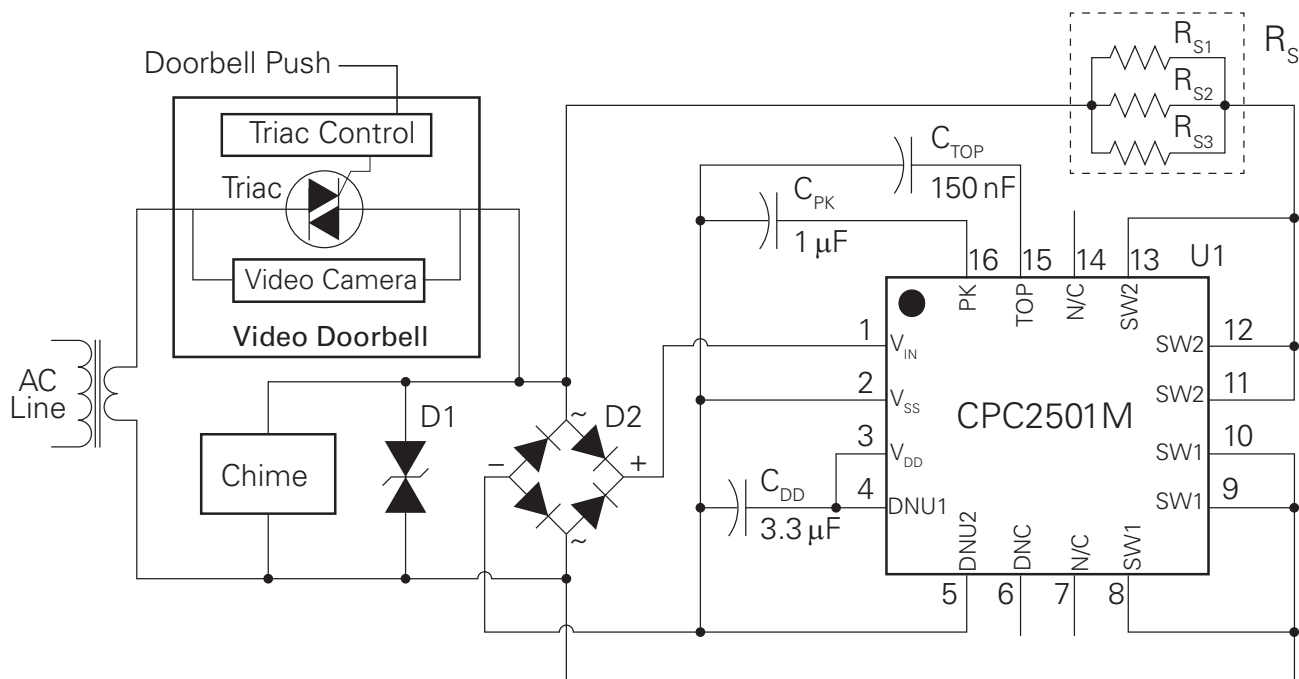 R_S1
R_S
Doorbell Push
R_S2
Triac Control
R_S3
C_TOP
150 nF
Triac
C_PK
1 µF
16 15 14 13 U1
Video Camera
PK TOP N/C SW2
Video Doorbell
1 V_IN
SW2 12
AC
Line
2 V_SS
SW2 11
CPC2501M
D1
D2
~
3 V_DD
SW1 10
− +
Chime
C_DD
3.3 µF
4 DNU1
SW1 9
~
DNU2 DNC N/C SW1
5 6 7 8